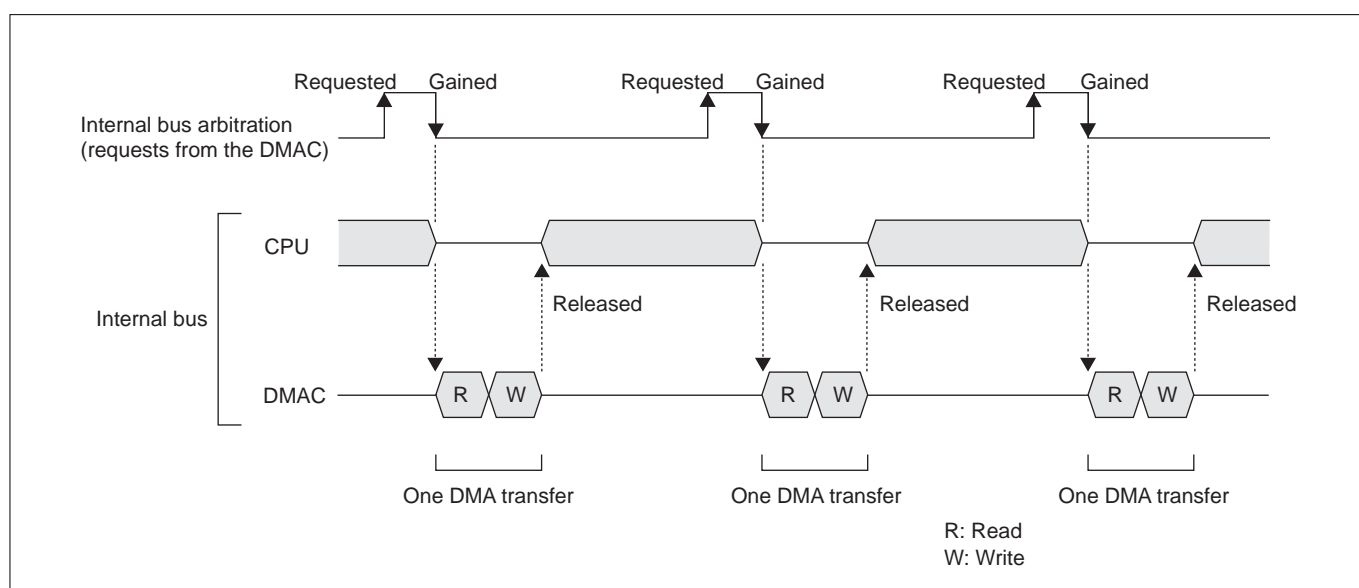 Requested Gained Requested Gained Requested Gained
Internal bus arbitration
(requests from the DMAC)
CPU
Released Released Released
Internal bus
DMAC R W R W R W
One DMA transfer One DMA transfer One DMA transfer
R: Read
W: Write